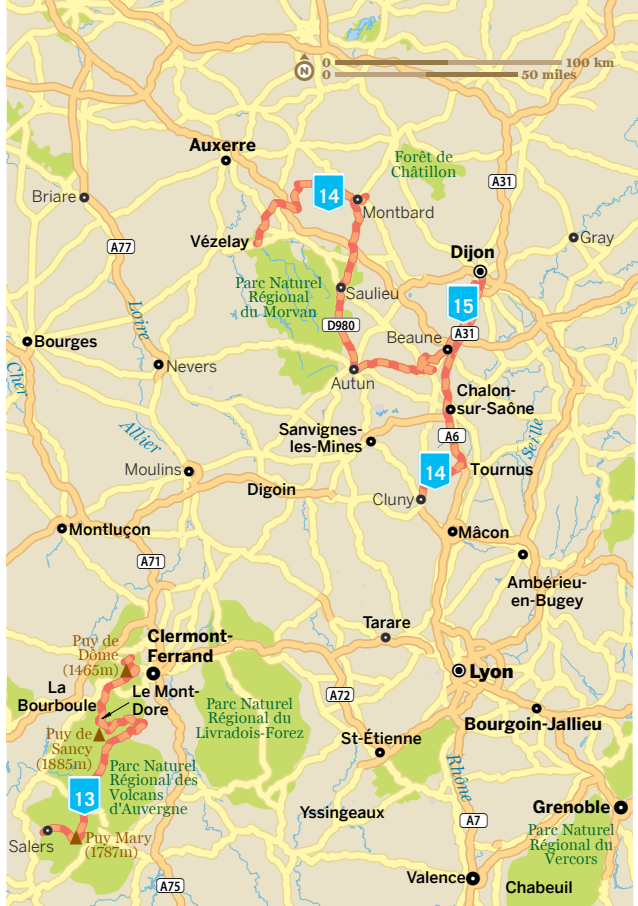 0 100 km
N
0 50 miles
Auxerre
Forêt de
Châtillon
14
A31
Briare
Montbard
Vézelay
Gray
A77
Dijon
Parc Naturel
Régional
du Morvan
Saulieu
15
Loire
D980
Beaune
A31
Bourges
Nevers
Autun
Cher
Chalon-
sur-Saône
Sanvignes-
les-Mines
Allier
A6
Seille
Moulins
14
Tournus
Digoin
Cluny
Montluçon
Mâcon
A71
Ambérieu-
en-Bugey
Tarare
Puy de
Dôme
(1465m)
Clermont-
Ferrand
Lyon
La
Bourboule
Le Mont-
Dore
A72
Parc Naturel
Régional du
Livradois-Forez
Bourgoin-Jallieu
Puy de
Sancy
(1885m)
St-Étienne
Parc Naturel
Régional des
Volcans
d'Auvergne
Rhône
13
Yssingeaux
Grenoble
A7
Puy Mary
(1787m)
Salers
Parc Naturel
Régional du
Vercors
Valence
A75
Chabeuil